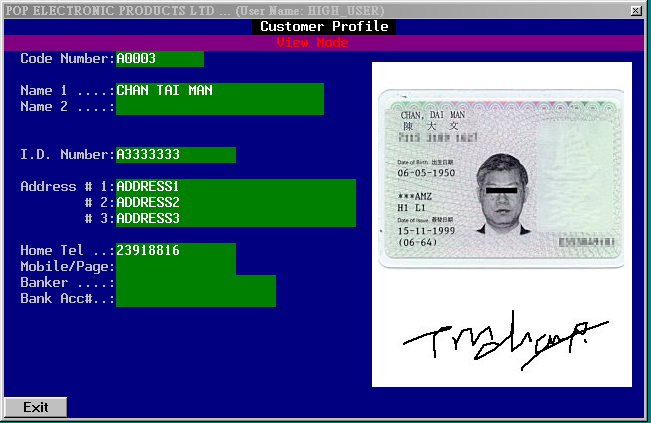 POP ELECTRONIC PRODUCTS LTD ... (User Name: HIGH_USER)
Customer Profile
View Mode
Code Number:A0003
Name 1 ....:CHAN TAI MAN
Name 2 ....:
I.D. Number:A3333333
Address # 1:ADDRESS1
# 2:ADDRESS2
# 3:ADDRESS3
Home Tel ..:23918816
Mobile/Page:
Banker ....:
Bank Acc#..:
CHAN, DAI MAN
陳 大 文
Date of Birth 出生日期
06-05-1950
***AMZ
H1 L1
Date of Issue 簽發日期
15-11-1999
(06-64)
Exit